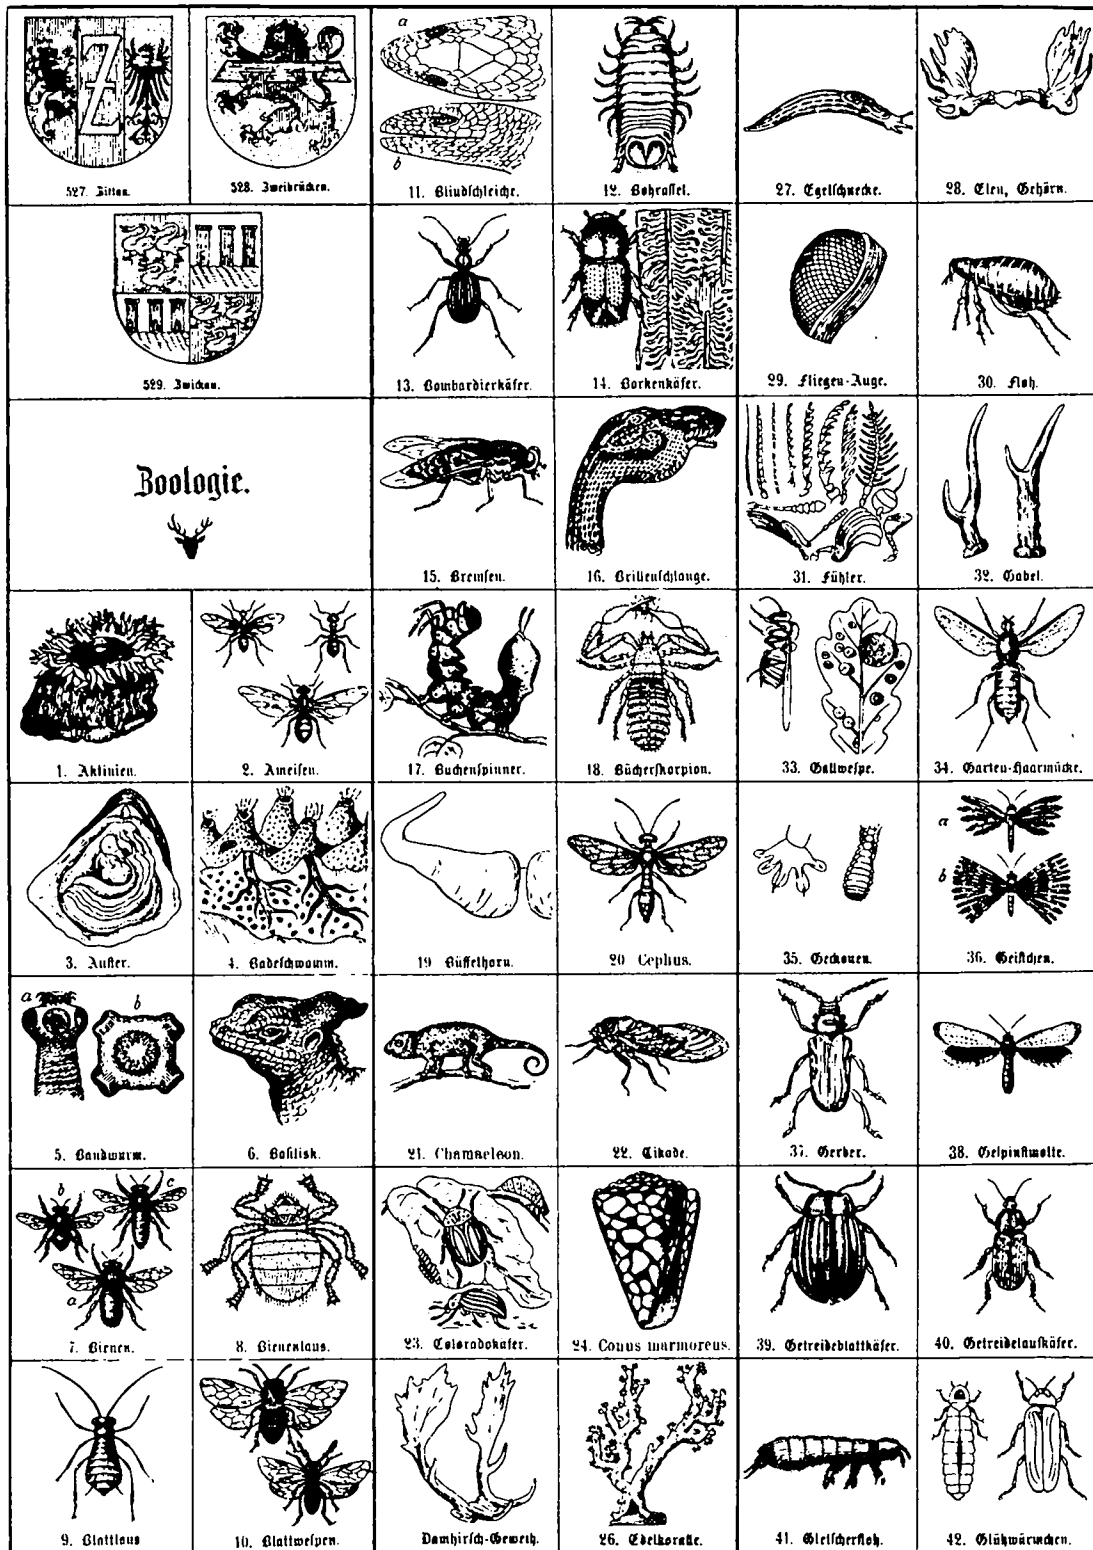 527. Zittau.
528. Zweibrücken.
529. Zwickau.
Zoologie.
1. Aktinien.
2. Ameisen.
3. Auster.
4. Badeschwamm.
a
b
5. Bandwurm.
6. Basilisk.
b
c
a
7. Bienen.
8. Bienenlaus.
9. Blattlaus
10. Blattwespen.
a
b
11. Blindschleiche.
12. Bohrassel.
13. Bombardierkäfer.
14. Borkenkäfer.
15. Bremsen.
16. Brillenschlange.
17. Buchenspinner.
18. Bücherskorpion.
19 Büffelhorn.
20 Cephus.
21. Chamaeleon.
22. Cikade.
23. Coloradokäfer.
24. Conus marmoreus.
Damhirsch-Geweih.
26. Edelkoralle.
27. Egelschnecke.
28. Elen, Gehörn.
29. Fliegen-Auge.
30. Floh.
31. Fühler.
32. Gabel.
33. Gallwespe.
34. Garten-Haarmücke.
35. Geckonen.
a
b
36. Geistchen.
37. Gerber.
38. Gespinstmotte.
39. Getreideblattkäfer.
40. Getreidelaufkäfer.
41. Gletscherfloh.
42. Glühwürmchen.